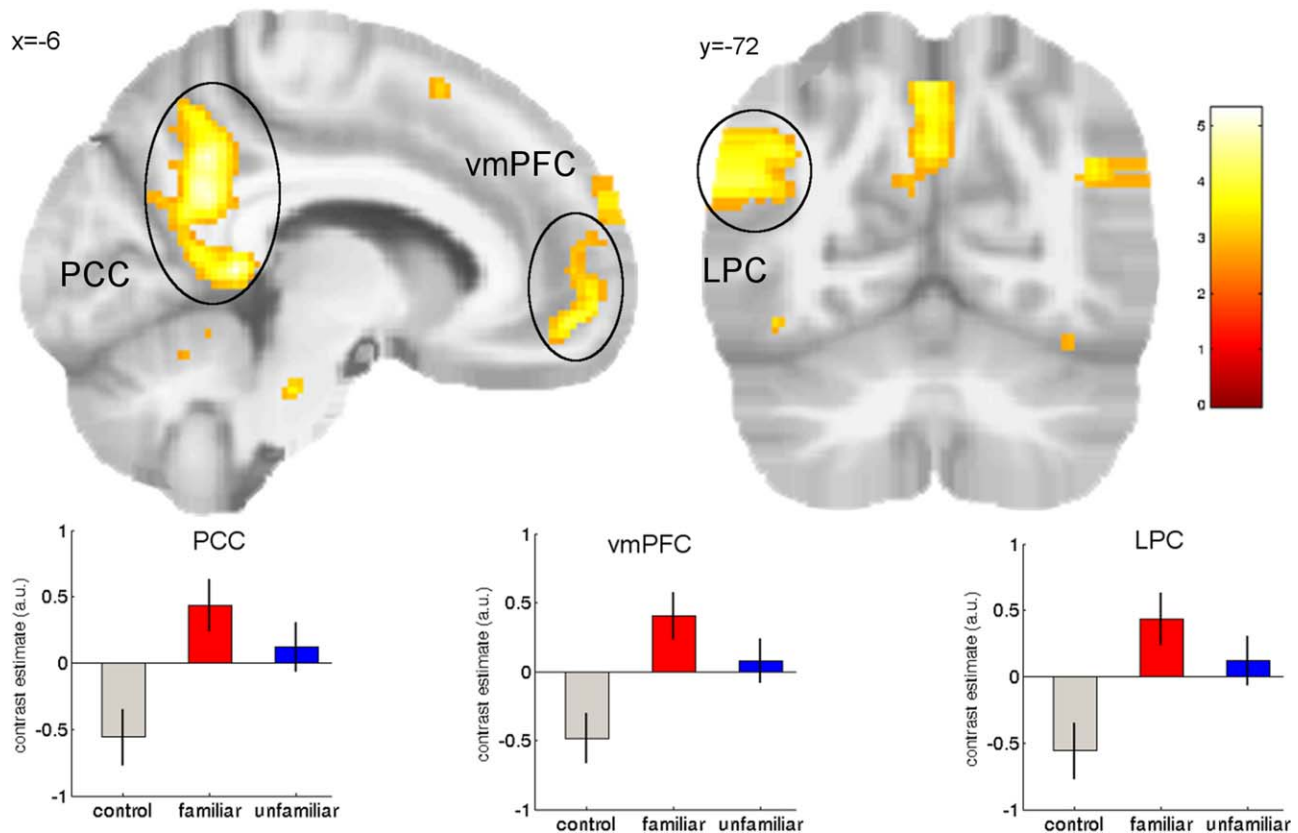 x=-6
y=-72
vmPFC
PCC
LPC
5
4
3
2
1
0
PCC
contrast estimate (a.u.)
1
0.5
0
-0.5
-1
control familiar unfamiliar
vmPFC
contrast estimate (a.u.)
1
0.5
0
-0.5
-1
control familiar unfamiliar
LPC
contrast estimate (a.u.)
1
0.5
0
-0.5
-1
control familiar unfamiliar